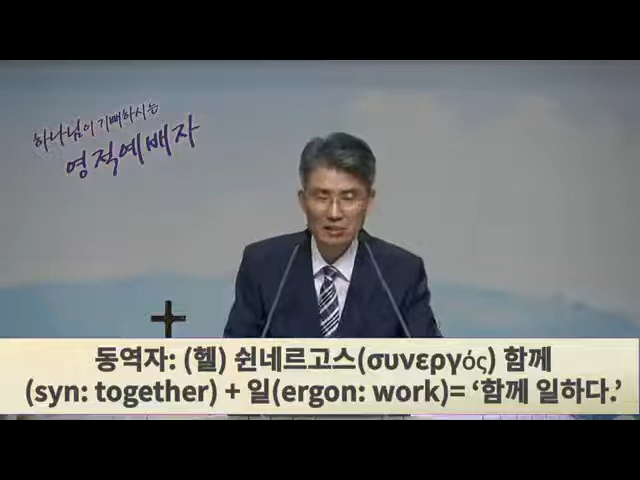 하나님이 기뻐하시는
영적예배자
동역자: (헬) 쉰네르고스(συνεργός) 함께
(syn: together) + 일(ergon: work)= ‘함께 일하다.’